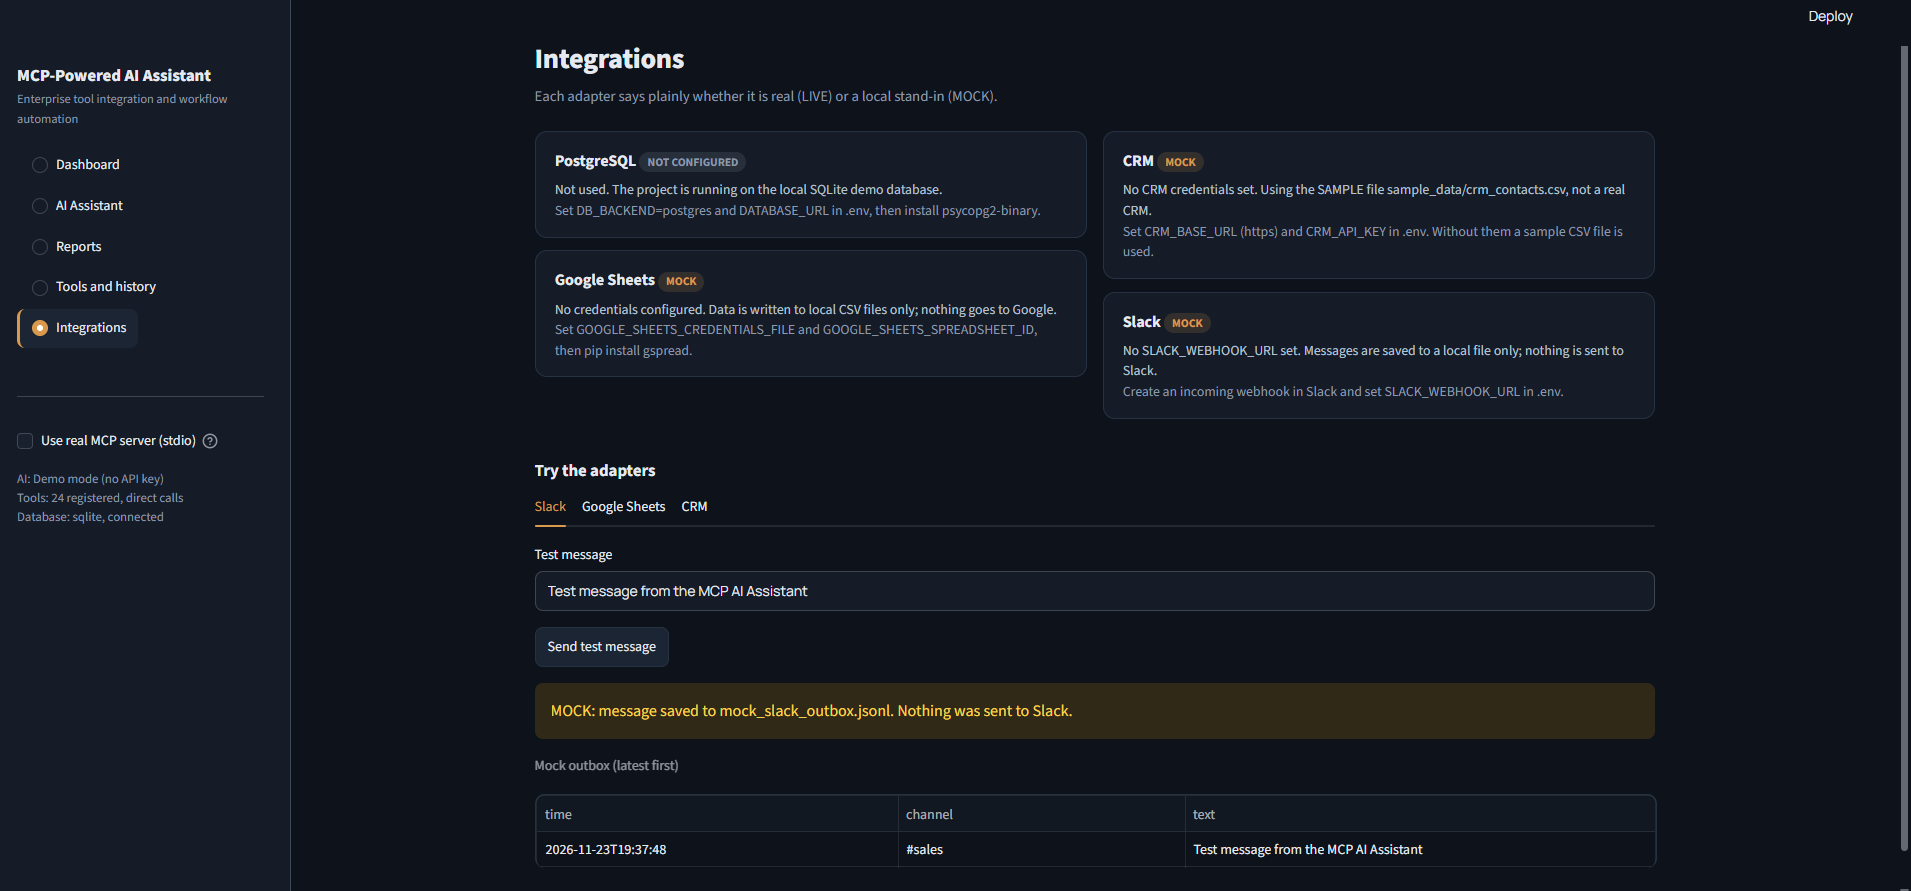 Deploy
MCP-Powered AI Assistant
Enterprise tool integration and workflow
automation
Dashboard
AI Assistant
Reports
Tools and history
Integrations
Use real MCP server (stdio) ?
AI: Demo mode (no API key)
Tools: 24 registered, direct calls
Database: sqlite, connected
Integrations
Each adapter says plainly whether it is real (LIVE) or a local stand-in (MOCK).
PostgreSQL NOT CONFIGURED
Not used. The project is running on the local SQLite demo database.
Set DB_BACKEND=postgres and DATABASE_URL in .env, then install psycopg2-binary.
Google Sheets MOCK
No credentials configured. Data is written to local CSV files only; nothing goes to Google.
Set GOOGLE_SHEETS_CREDENTIALS_FILE and GOOGLE_SHEETS_SPREADSHEET_ID,
then pip install gspread.
CRM MOCK
No CRM credentials set. Using the SAMPLE file sample_data/crm_contacts.csv, not a real
CRM.
Set CRM_BASE_URL (https) and CRM_API_KEY in .env. Without them a sample CSV file is
used.
Slack MOCK
No SLACK_WEBHOOK_URL set. Messages are saved to a local file only; nothing is sent to
Slack.
Create an incoming webhook in Slack and set SLACK_WEBHOOK_URL in .env.
Try the adapters
Slack Google Sheets CRM
Test message
Test message from the MCP AI Assistant
Send test message
MOCK: message saved to mock_slack_outbox.jsonl. Nothing was sent to Slack.
Mock outbox (latest first)
time channel text
2026-11-23T19:37:48 #sales Test message from the MCP AI Assistant